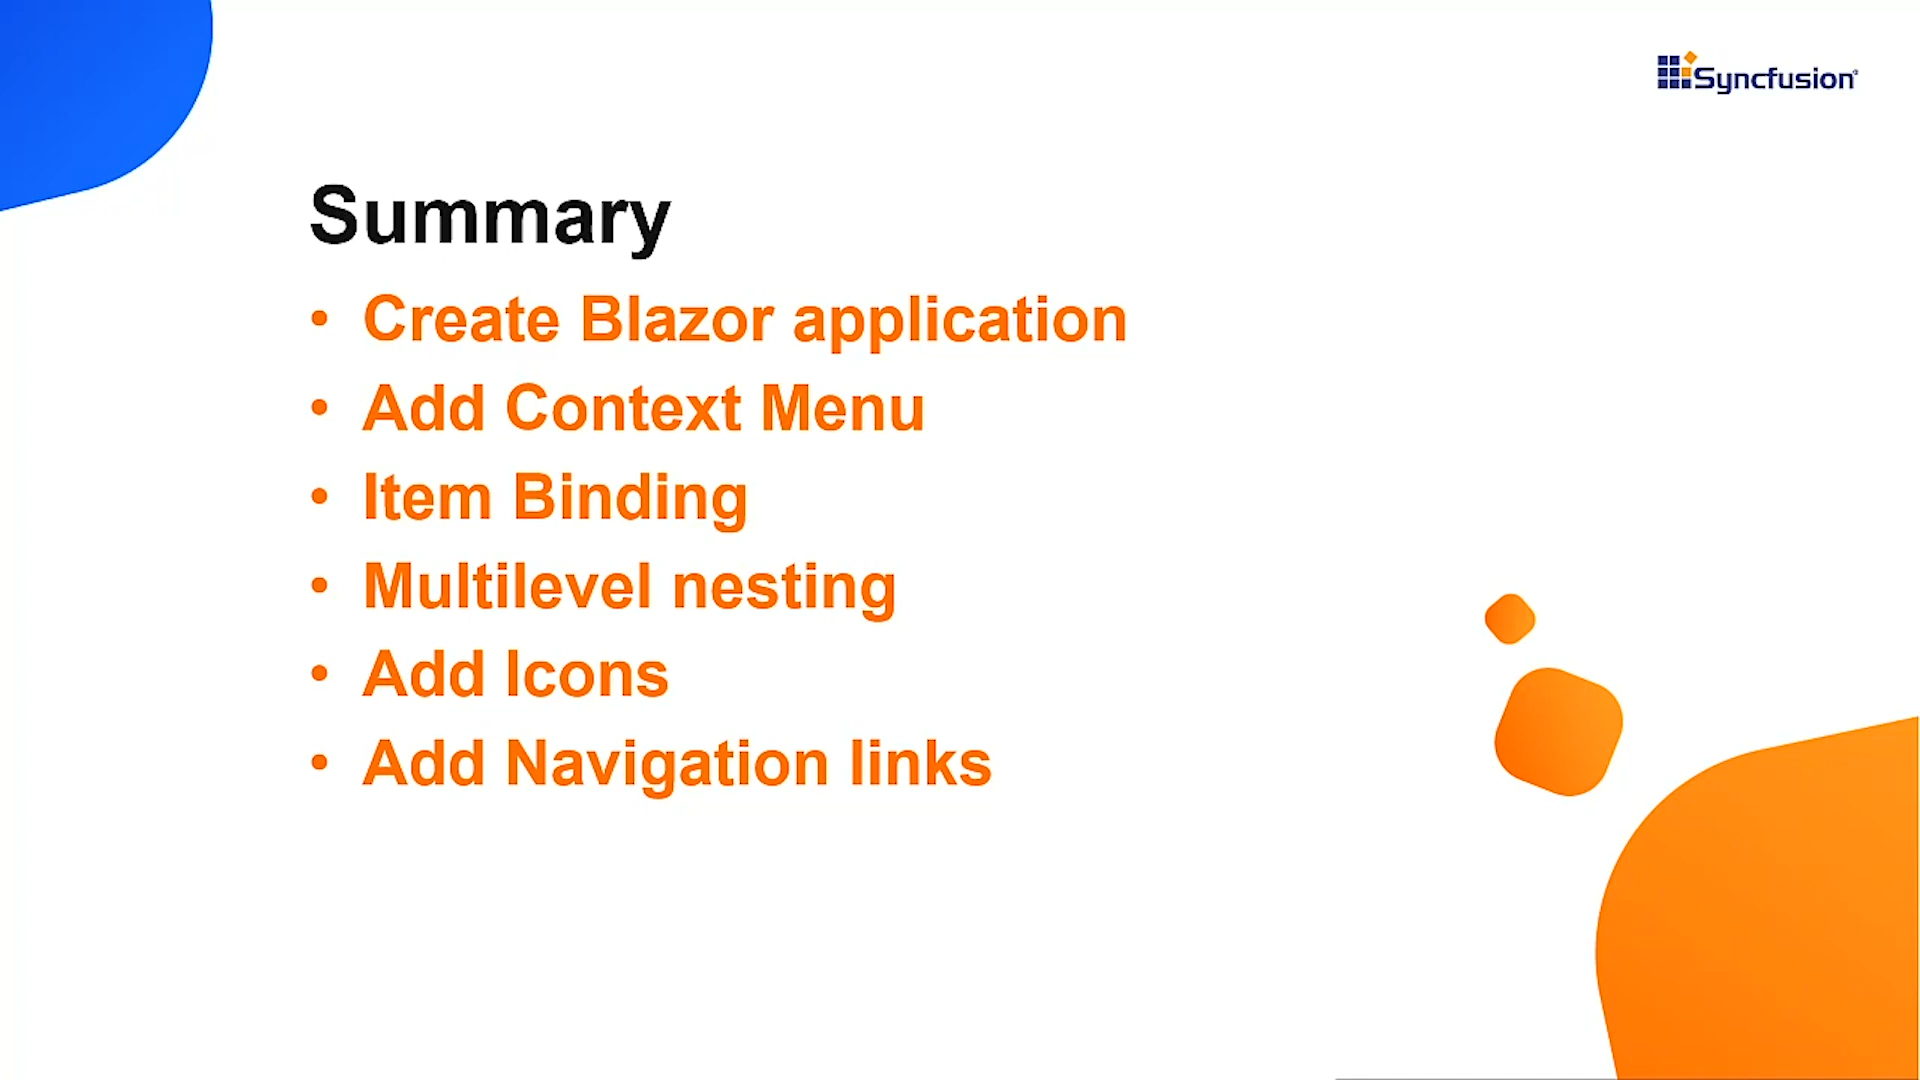 Syncfusion®
Summary
• Create Blazor application
• Add Context Menu
• Item Binding
• Multilevel nesting
• Add Icons
• Add Navigation links